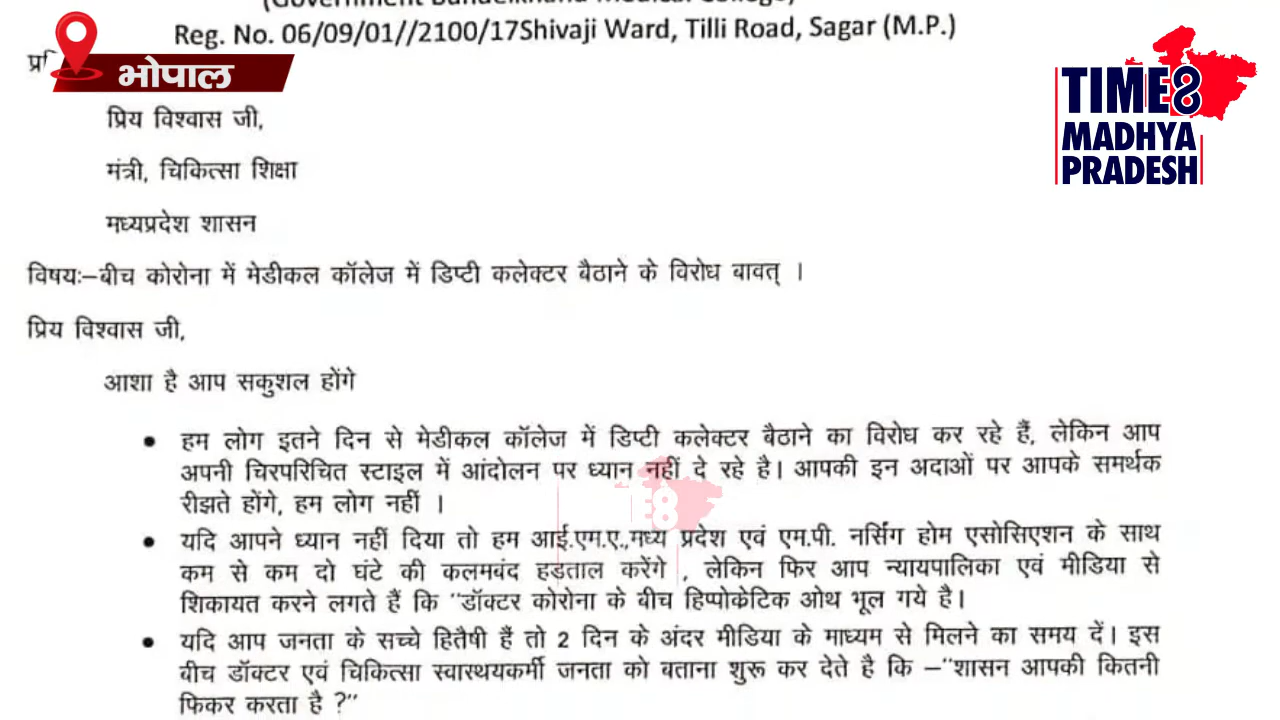 (Government Bundelkhand Medical College)
Reg. No. 06/09/01//2100/17Shivaji Ward, Tilli Road, Sagar (M.P.)
भोपाल
TIME8
MADHYA
PRADESH
प्रिय विश्वास जी,
मंत्री, चिकित्सा शिक्षा
मध्यप्रदेश शासन
विषयः–बीच कोरोना में मेडीकल कॉलेज में डिप्टी कलेक्टर बैठाने के विरोध बावत् ।
प्रिय विश्वास जी,
आशा है आप सकुशल होंगे
• हम लोग इतने दिन से मेडीकल कॉलेज में डिप्टी कलेक्टर बैठाने का विरोध कर रहे हैं, लेकिन आप
अपनी चिरपरिचित स्टाइल में आंदोलन पर ध्यान नहीं दे रहे है। आपकी इन अदाओं पर आपके समर्थक
रीझते होंगे, हम लोग नहीं ।
• यदि आपने ध्यान नहीं दिया तो हम आई.एम.ए.,मध्य प्रदेश एवं एम.पी. नर्सिंग होम एसोसिएशन के साथ
कम से कम दो घंटे की कलमबंद हडताल करेंगे , लेकिन फिर आप न्यायपालिका एवं मीडिया से
शिकायत करने लगते हैं कि "डॉक्टर कोरोना के बीच हिप्पोक्रेटिक ओथ भूल गये है।
• यदि आप जनता के सच्चे हितैषी हैं तो 2 दिन के अंदर मीडिया के माध्यम से मिलने का समय दें। इस
बीच डॉक्टर एवं चिकित्सा स्वास्थयकर्मी जनता को बताना शुरू कर देते है कि –"शासन आपकी कितनी
फिकर करता है ?"